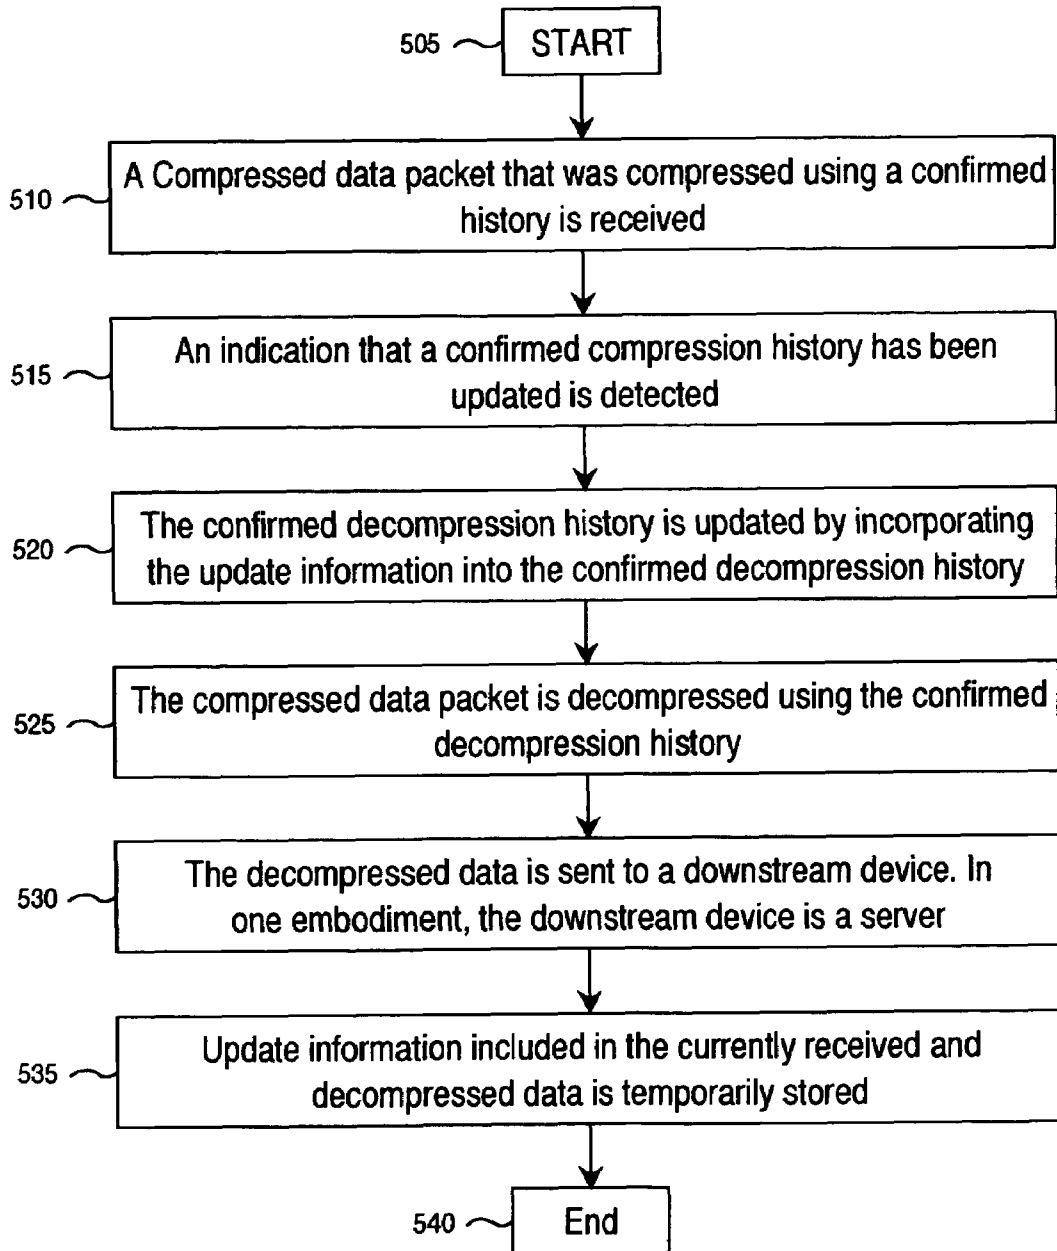 505 START
510 A Compressed data packet that was compressed using a confirmed
history is received
515 An indication that a confirmed compression history has been
updated is detected
520 The confirmed decompression history is updated by incorporating
the update information into the confirmed decompression history
525 The compressed data packet is decompressed using the confirmed
decompression history
530 The decompressed data is sent to a downstream device. In
one embodiment, the downstream device is a server
535 Update information included in the currently received and
decompressed data is temporarily stored
540 End